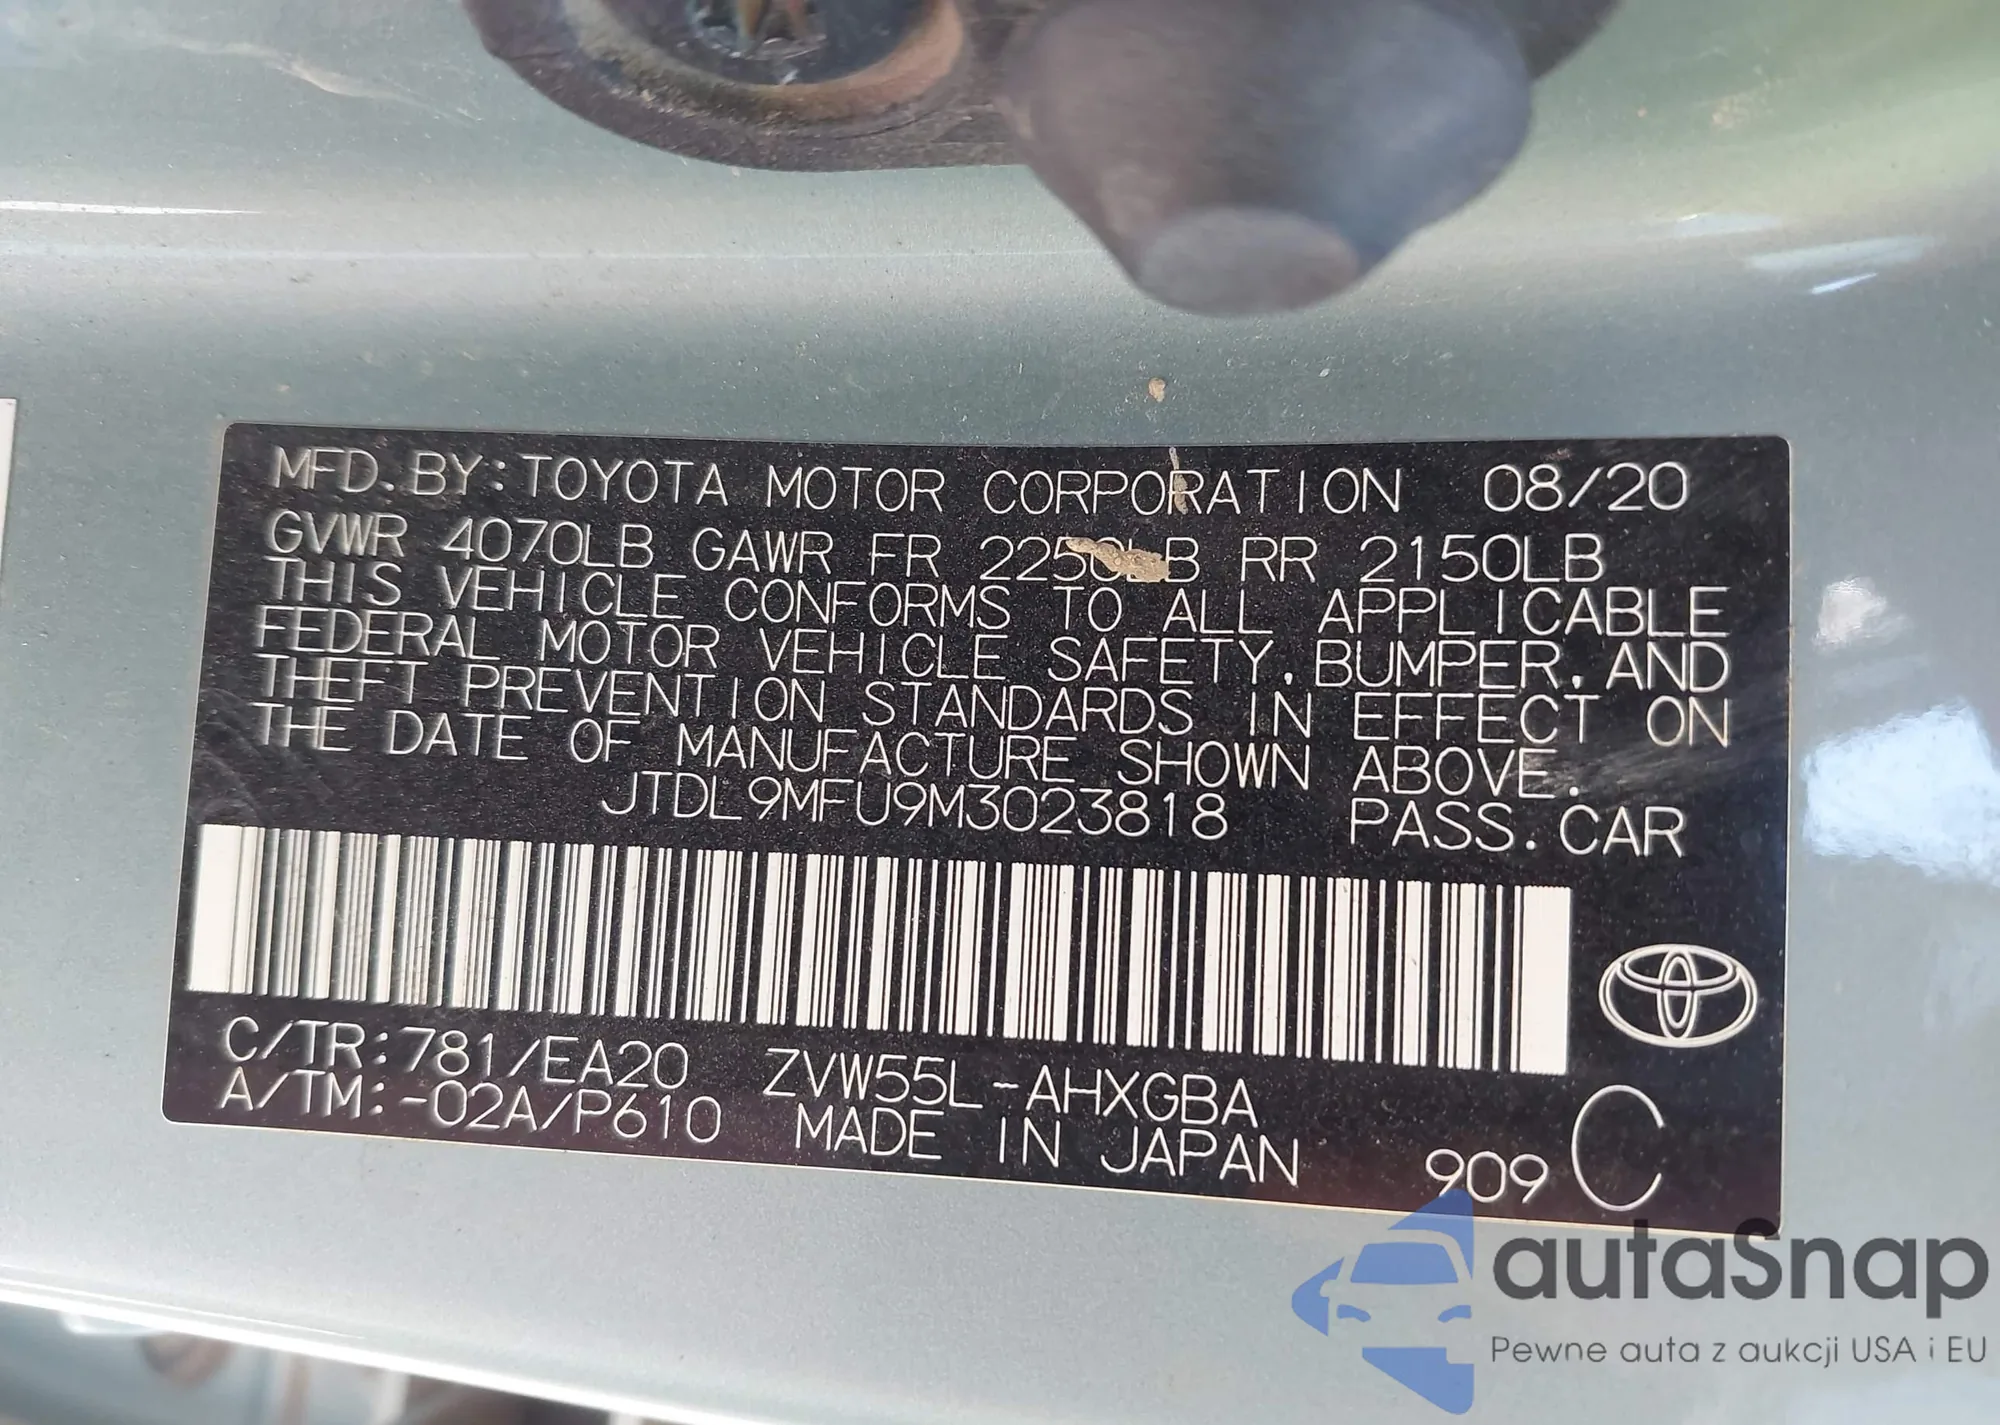 MFD. BY: TOYOTA MOTOR CORPORATION 08/20
GVWR 4070LB GAWR FR 2250LB RR 2150LB
THIS VEHICLE CONFORMS TO ALL APPLICABLE
FEDERAL MOTOR VEHICLE SAFETY, BUMPER, AND
THEFT PREVENTION STANDARDS IN EFFECT ON
THE DATE OF MANUFACTURE SHOWN ABOVE.
JTDL9MFU9M3023818 PASS. CAR
C/TR: 781/EA20 ZVW55L-AHXGBA
A/TM: -02A/P610 MADE IN JAPAN 909 C
autoSnap
Pewne auta z aukcji USA i EU